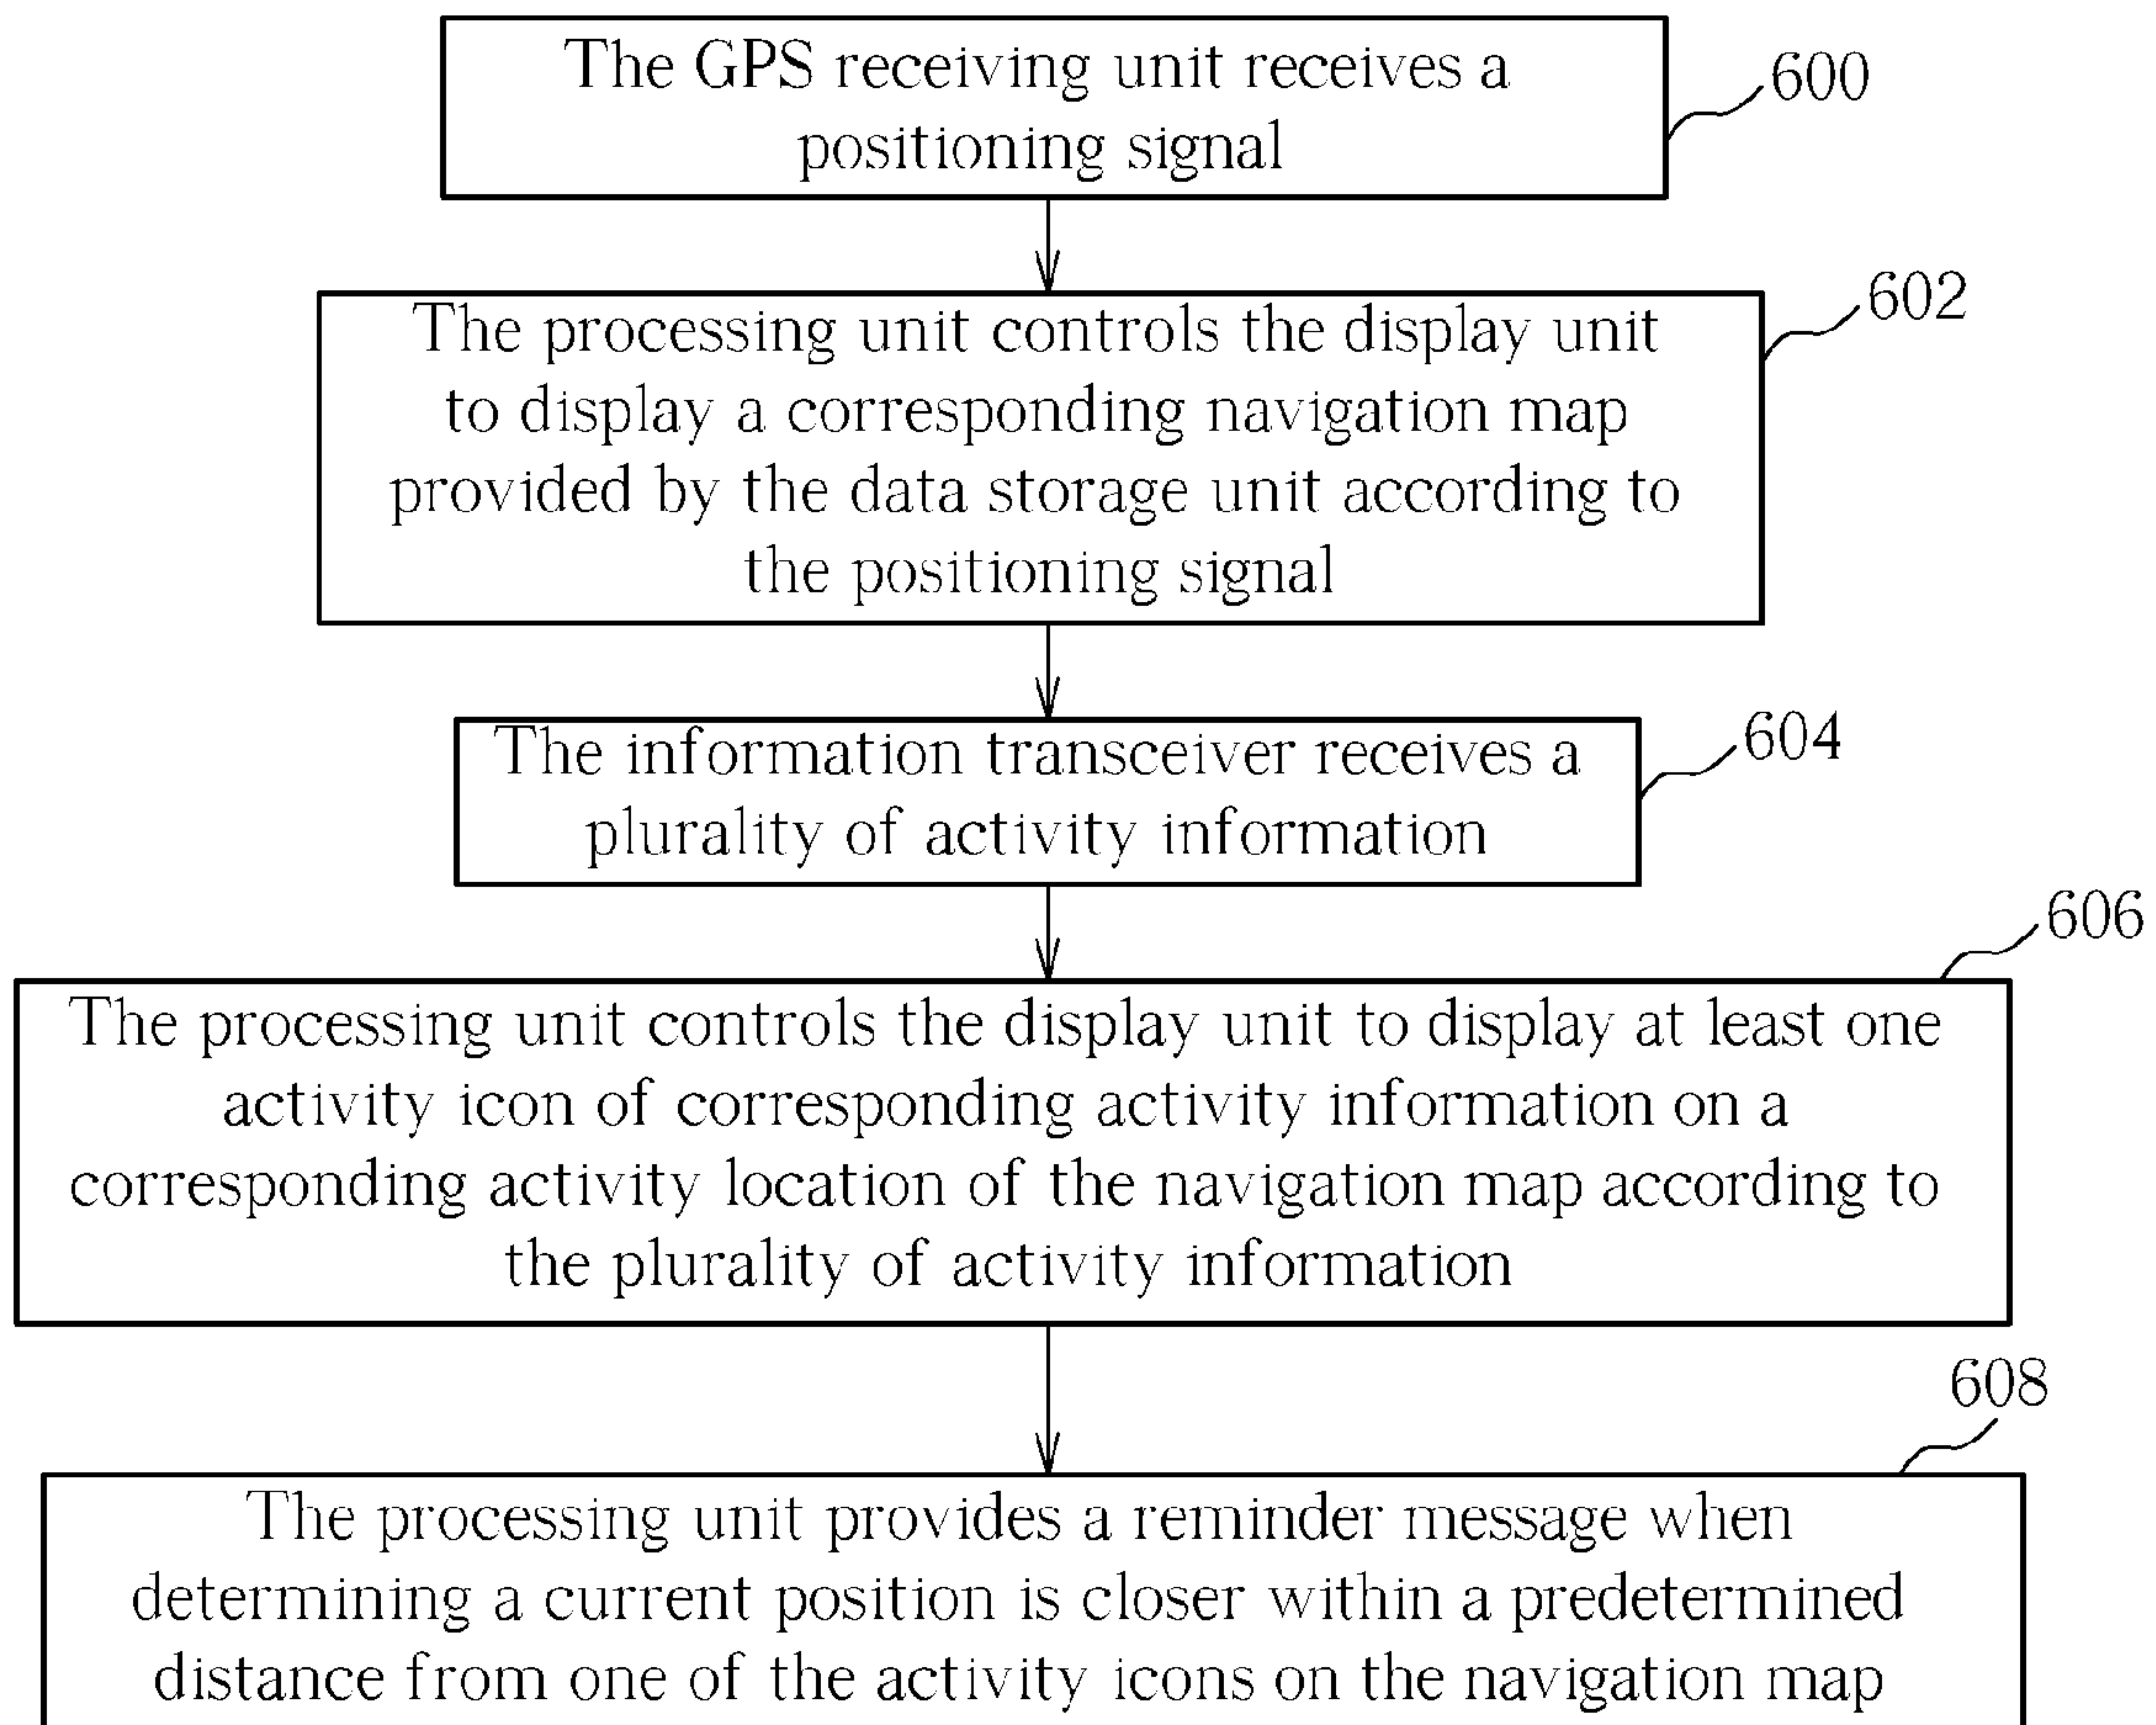 The GPS receiving unit receives a
positioning signal
600
The processing unit controls the display unit
to display a corresponding navigation map
provided by the data storage unit according to
the positioning signal
602
The information transceiver receives a
plurality of activity information
604
The processing unit controls the display unit to display at least one
activity icon of corresponding activity information on a
corresponding activity location of the navigation map according to
the plurality of activity information
606
The processing unit provides a reminder message when
determining a current position is closer within a predetermined
distance from one of the activity icons on the navigation map
608